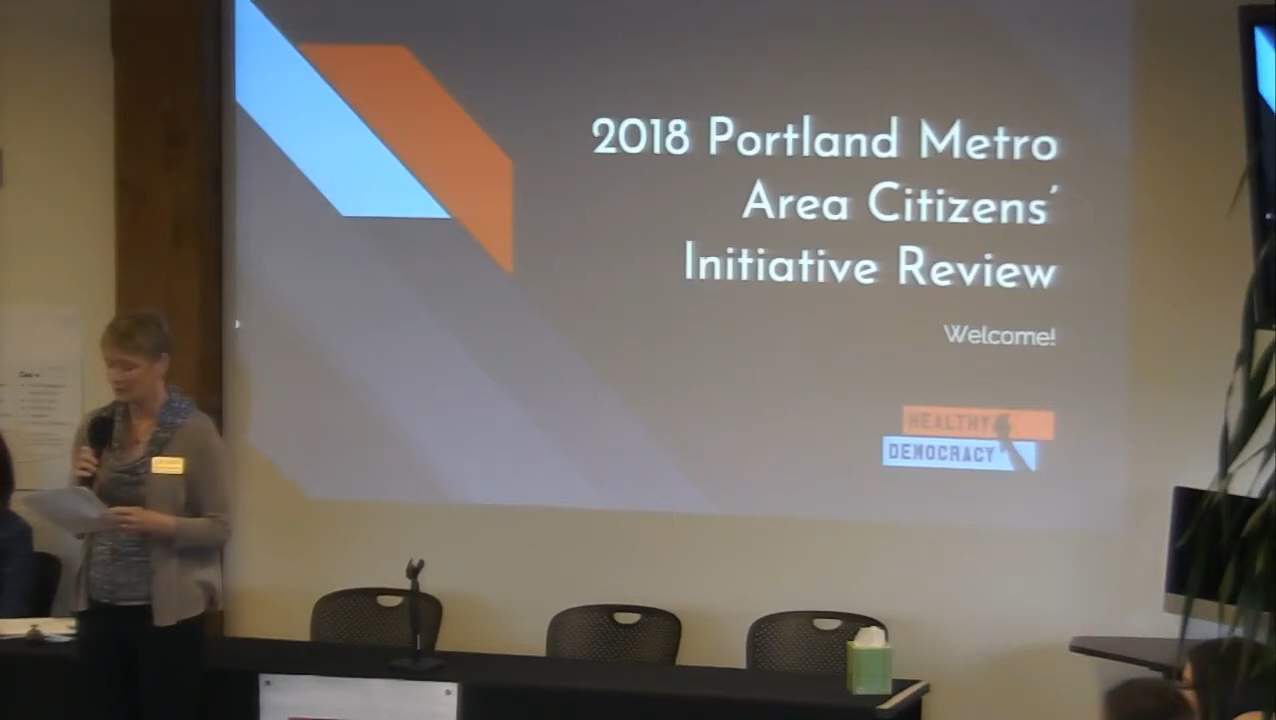 2018 Portland Metro
Area Citizens’
Initiative Review
Welcome!
HEALTHY
DEMOCRACY